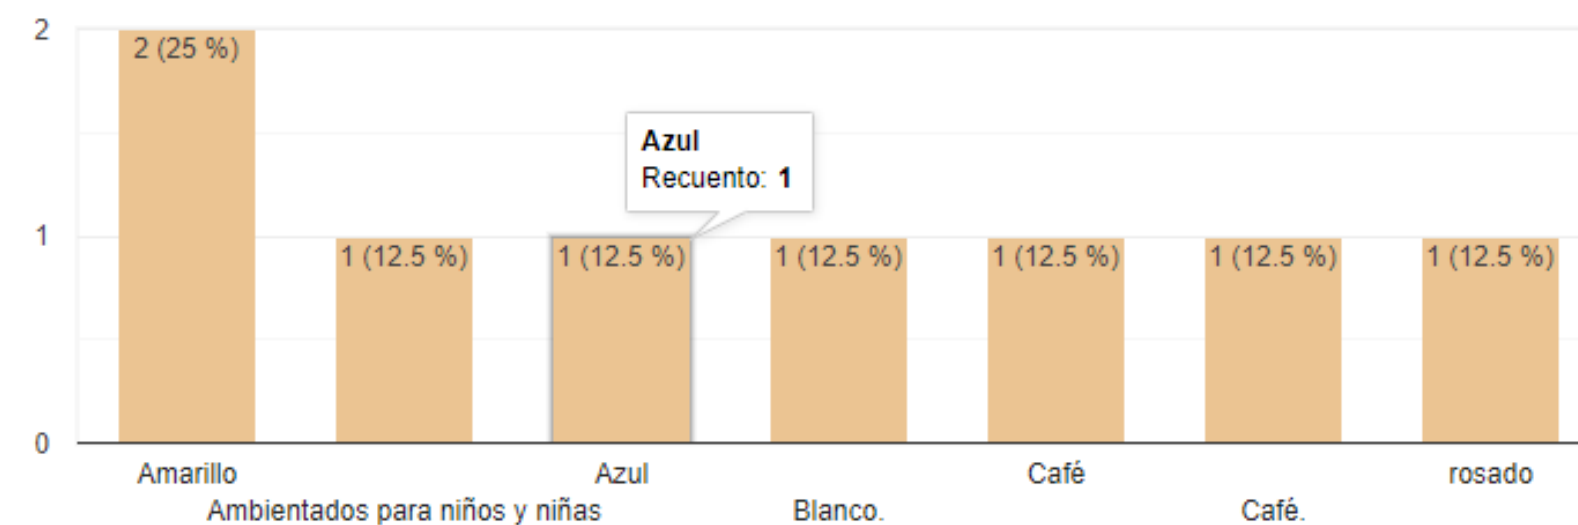 2
2 (25 %)
Azul
Recuento: 1
1
1 (12.5 %)
1 (12.5 %)
1 (12.5 %)
1 (12.5 %)
1 (12.5 %)
1 (12.5 %)
0
Amarillo
Azul
Café
rosado
Ambientados para niños y niñas
Blanco.
Café.